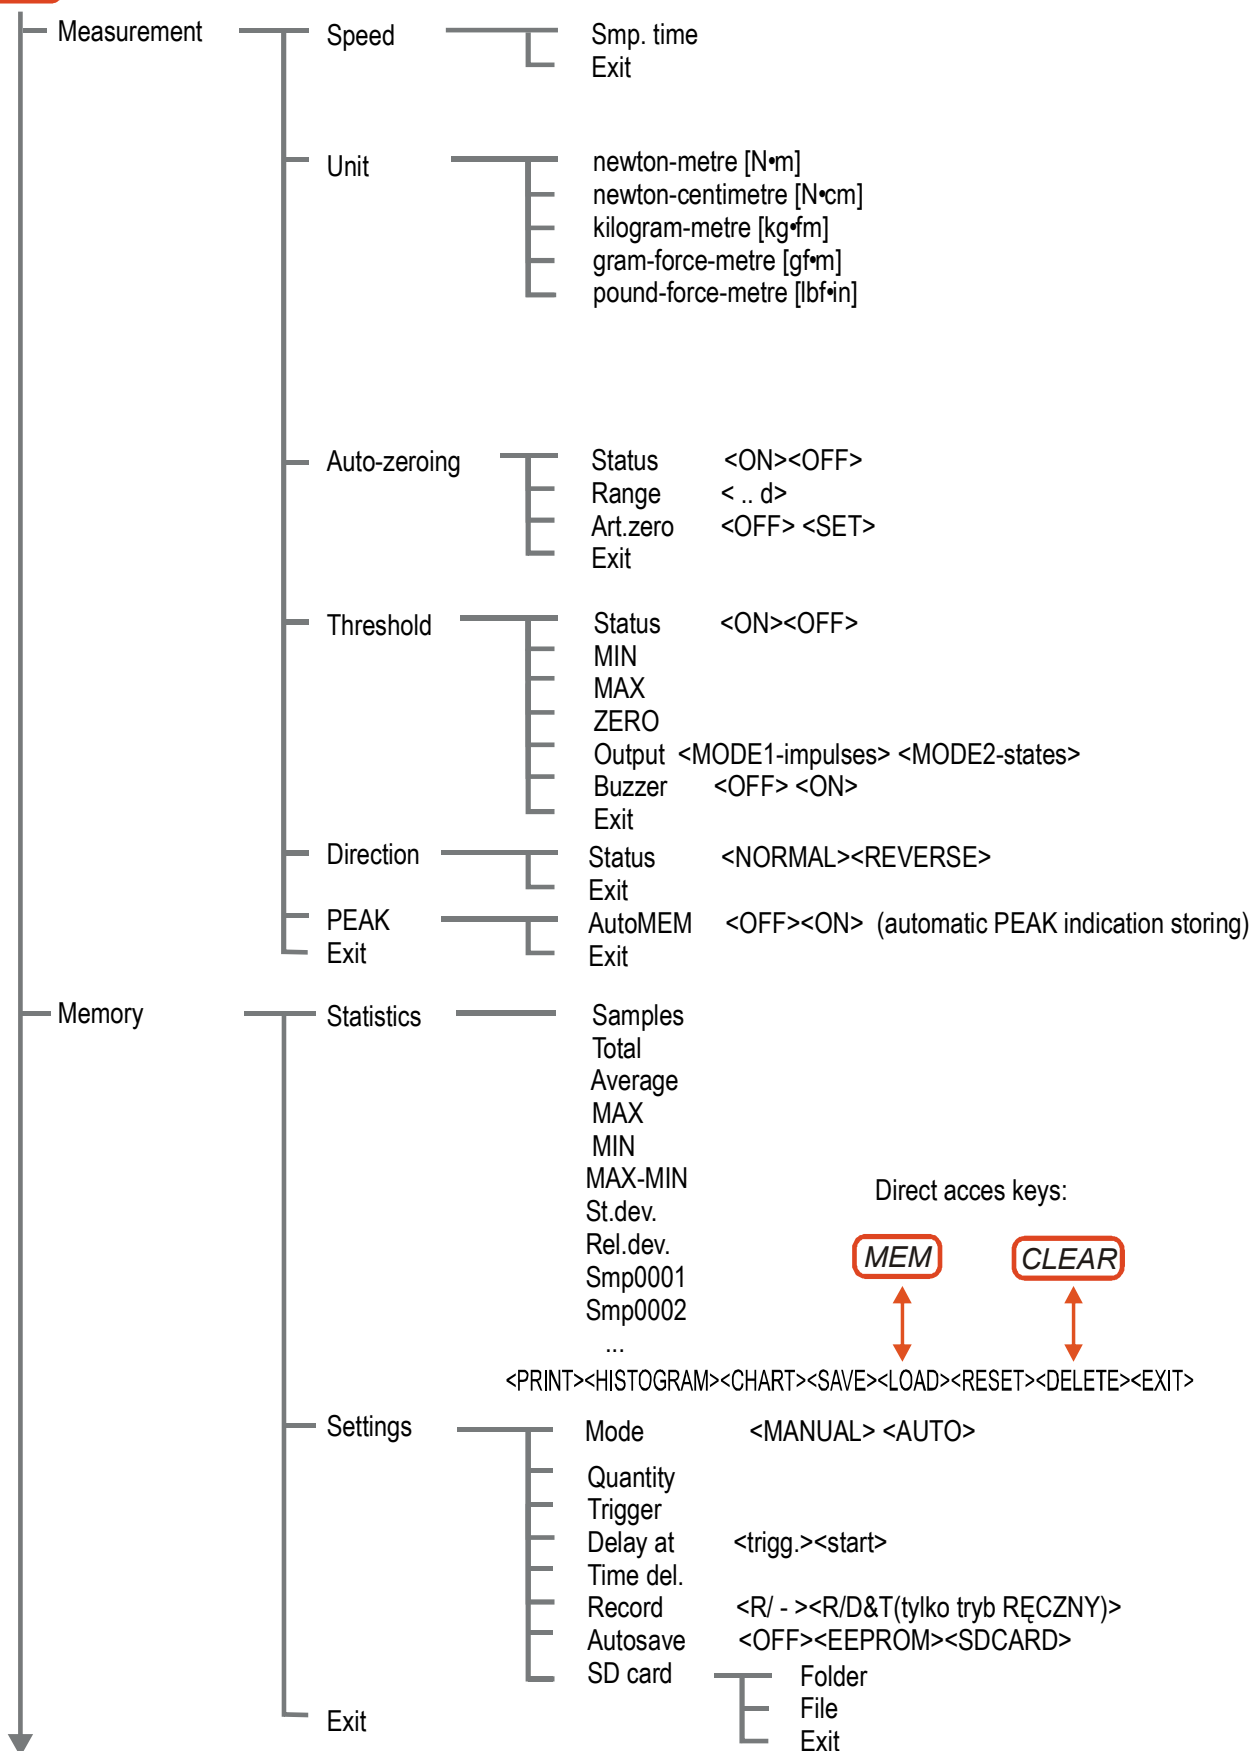 Measurement Speed Smp. time
Exit
Unit newton-metre [N•m]
newton-centimetre [N•cm]
kilogram-metre [kg•fm]
gram-force-metre [gf•m]
pound-force-metre [lbf•in]
Auto-zeroing Status <ON><OFF>
Range < .. d>
Art.zero <OFF> <SET>
Exit
Threshold Status <ON><OFF>
MIN
MAX
ZERO
Output <MODE1-impulses> <MODE2-states>
Buzzer <OFF> <ON>
Exit
Direction Status <NORMAL><REVERSE>
Exit
PEAK AutoMEM <OFF><ON> (automatic PEAK indication storing)
Exit Exit
Memory Statistics Samples
Total
Average
MAX
MIN
MAX-MIN
Direct acces keys:
St.dev.
Rel.dev.
MEM CLEAR
Smp0001
Smp0002
...
<PRINT><HISTOGRAM><CHART><SAVE><LOAD><RESET><DELETE><EXIT>
Settings Mode <MANUAL> <AUTO>
Quantity
Trigger
Delay at <trigg.><start>
Time del.
Record <R/ - ><R/D&T(tylko tryb RĘCZNY)>
Autosave <OFF><EEPROM><SDCARD>
SD card Folder
File
Exit Exit